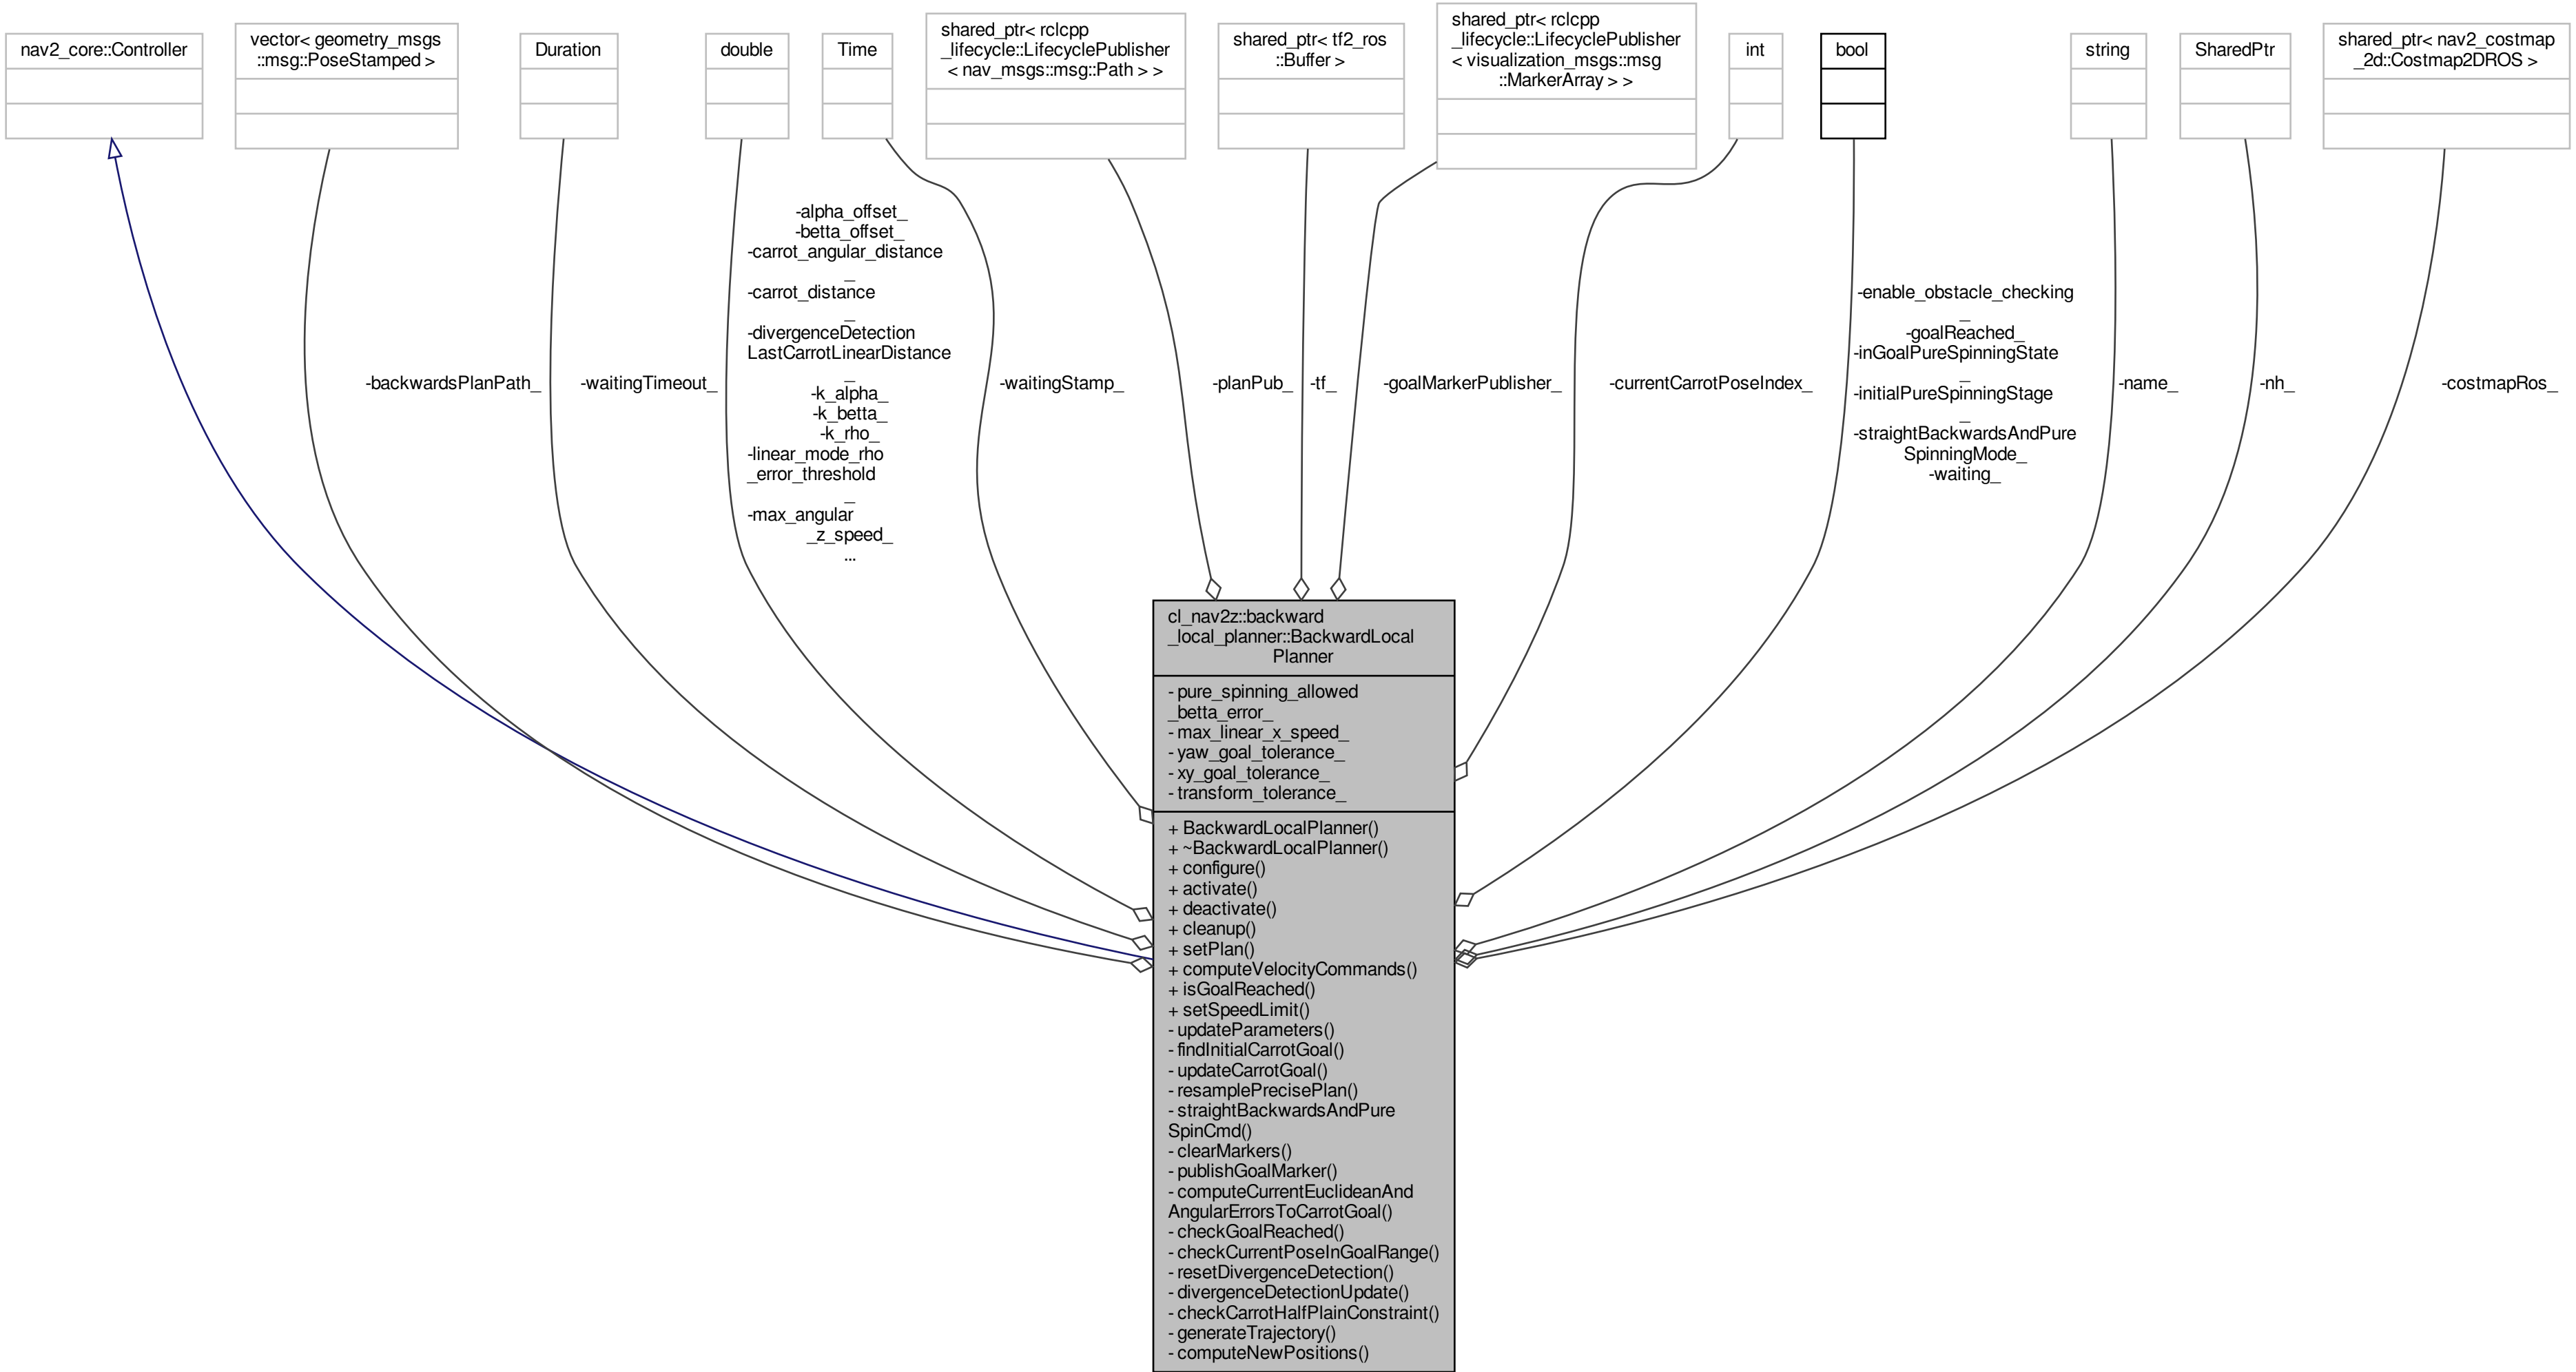 nav2_core::Controller
vector< geometry_msgs
::msg::PoseStamped >
Duration
double
Time
shared_ptr< rclcpp
_lifecycle::LifecyclePublisher
< nav_msgs::msg::Path > >
shared_ptr< tf2_ros
::Buffer >
shared_ptr< rclcpp
_lifecycle::LifecyclePublisher
< visualization_msgs::msg
::MarkerArray > >
int
bool
string
SharedPtr
shared_ptr< nav2_costmap
_2d::Costmap2DROS >
-backwardsPlanPath_
-waitingTimeout_
-alpha_offset_
-betta_offset_
-carrot_angular_distance
_
-carrot_distance
_
-divergenceDetection
LastCarrotLinearDistance
_
-k_alpha_
-k_betta_
-k_rho_
-linear_mode_rho
_error_threshold
_
-max_angular
_z_speed_
...
-waitingStamp_
-planPub_
-tf_
-goalMarkerPublisher_
-currentCarrotPoseIndex_
-enable_obstacle_checking
_
-goalReached_
-inGoalPureSpinningState
_
-initialPureSpinningStage
_
-straightBackwardsAndPure
SpinningMode_
-waiting_
-name_
-nh_
-costmapRos_
cl_nav2z::backward
_local_planner::BackwardLocal
Planner
- pure_spinning_allowed
_betta_error_
- max_linear_x_speed_
- yaw_goal_tolerance_
- xy_goal_tolerance_
- transform_tolerance_
+ BackwardLocalPlanner()
+ ~BackwardLocalPlanner()
+ configure()
+ activate()
+ deactivate()
+ cleanup()
+ setPlan()
+ computeVelocityCommands()
+ isGoalReached()
+ setSpeedLimit()
- updateParameters()
- findInitialCarrotGoal()
- updateCarrotGoal()
- resamplePrecisePlan()
- straightBackwardsAndPure
SpinCmd()
- clearMarkers()
- publishGoalMarker()
- computeCurrentEuclideanAnd
AngularErrorsToCarrotGoal()
- checkGoalReached()
- checkCurrentPoseInGoalRange()
- resetDivergenceDetection()
- divergenceDetectionUpdate()
- checkCarrotHalfPlainConstraint()
- generateTrajectory()
- computeNewPositions()